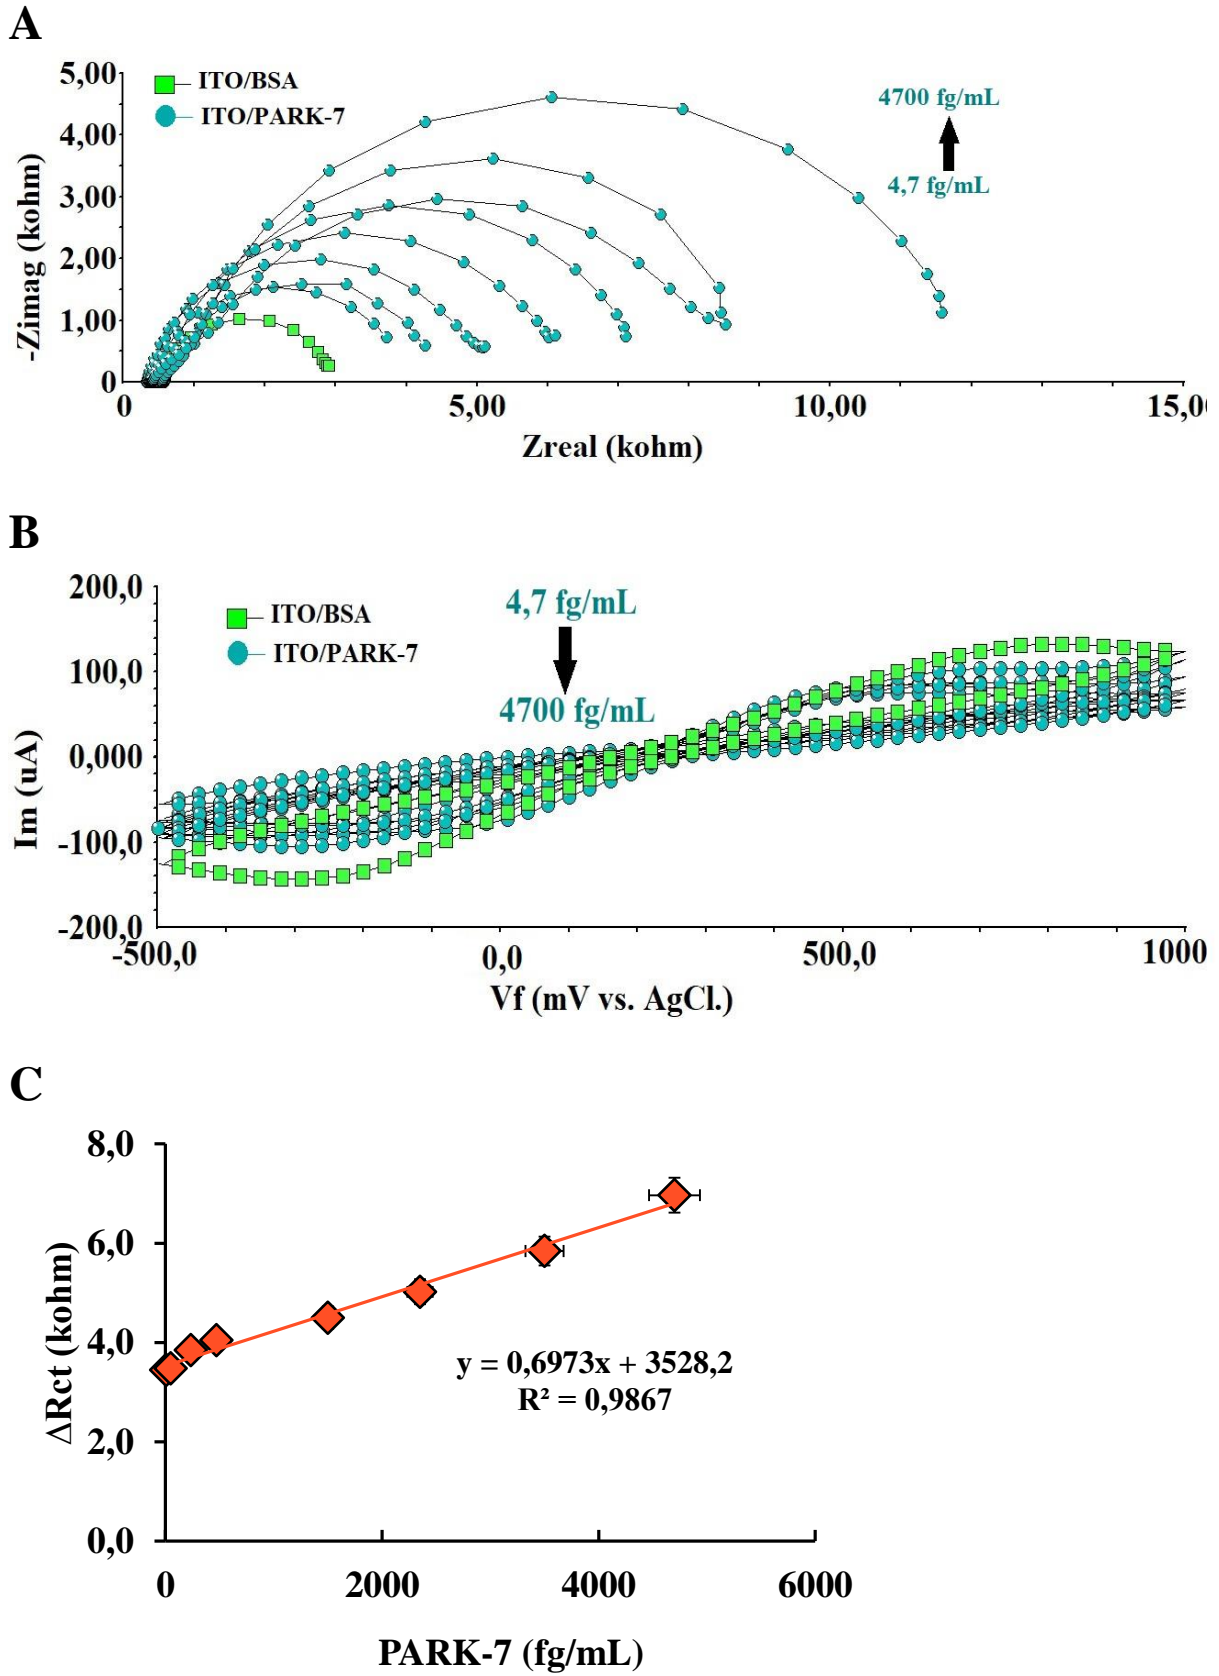 A
5,00
4,00
3,00
2,00
1,00
0
-Zimag (kohm)
ITO/BSA
ITO/PARK-7
4700 fg/mL
4,7 fg/mL
0
5,00
10,00
15,0
Zreal (kohm)
B
200,0
100,0
0,000
-100,0
-200,0
Im (uA)
ITO/BSA
ITO/PARK-7
4,7 fg/mL
4700 fg/mL
-500,0
0,0
500,0
1000
Vf (mV vs. AgCl.)
C
8,0
6,0
4,0
2,0
0,0
ΔRct (kohm)
y = 0,6973x + 3528,2
R² = 0,9867
0
2000
4000
6000
PARK-7 (fg/mL)